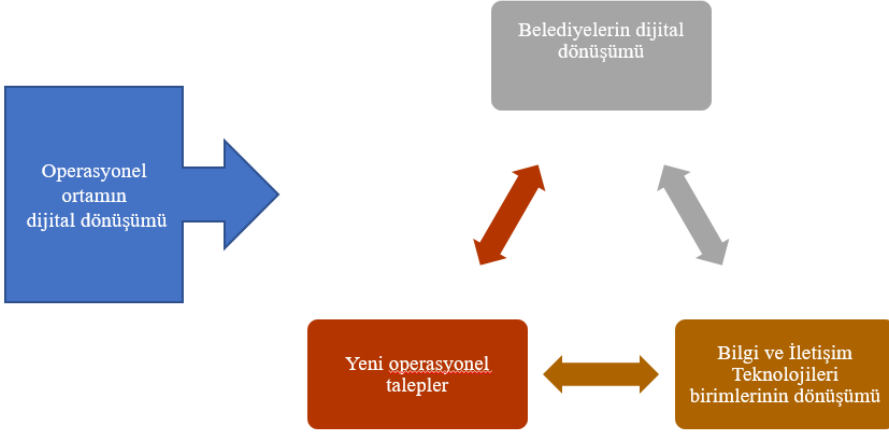 Belediyelerin dijital
dönüşümü
Operasyonel
ortamın
dijital dönüşümü
Yeni operasyonel
talepler
Bilgi ve İletişim
Teknolojileri
birimlerinin dönüşümü